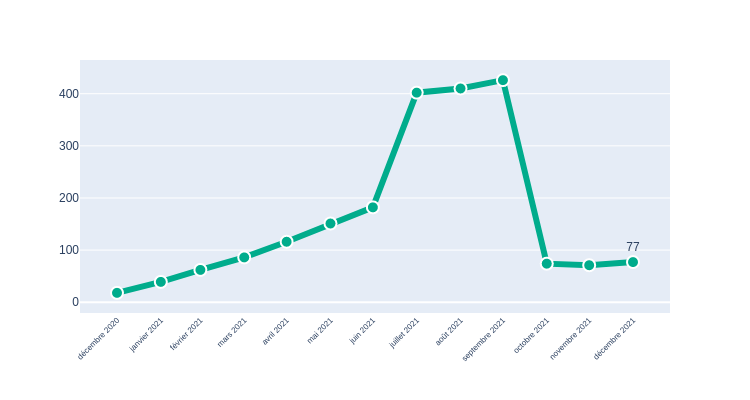 400
300
200
100
0
77
décembre 2020
janvier 2021
février 2021
mars 2021
avril 2021
mai 2021
juin 2021
juillet 2021
août 2021
septembre 2021
octobre 2021
novembre 2021
décembre 2021